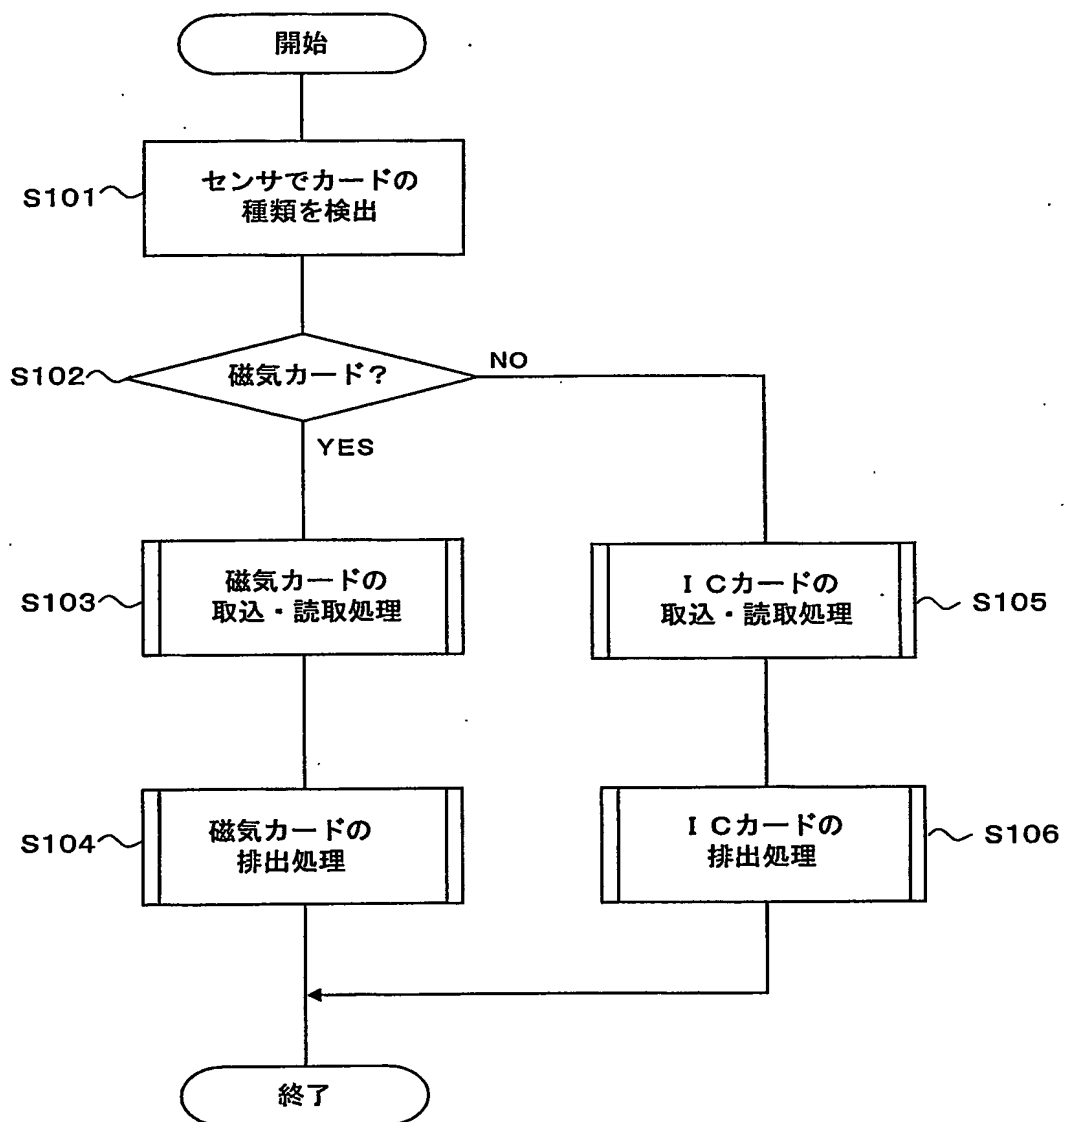 開始
S101
センサでカードの
種類を検出
S102
磁気カード?
NO
YES
S103
磁気カードの
取込・読取処理
ICカードの
取込・読取処理
S105
S104
磁気カードの
排出処理
ICカードの
排出処理
S106
終了